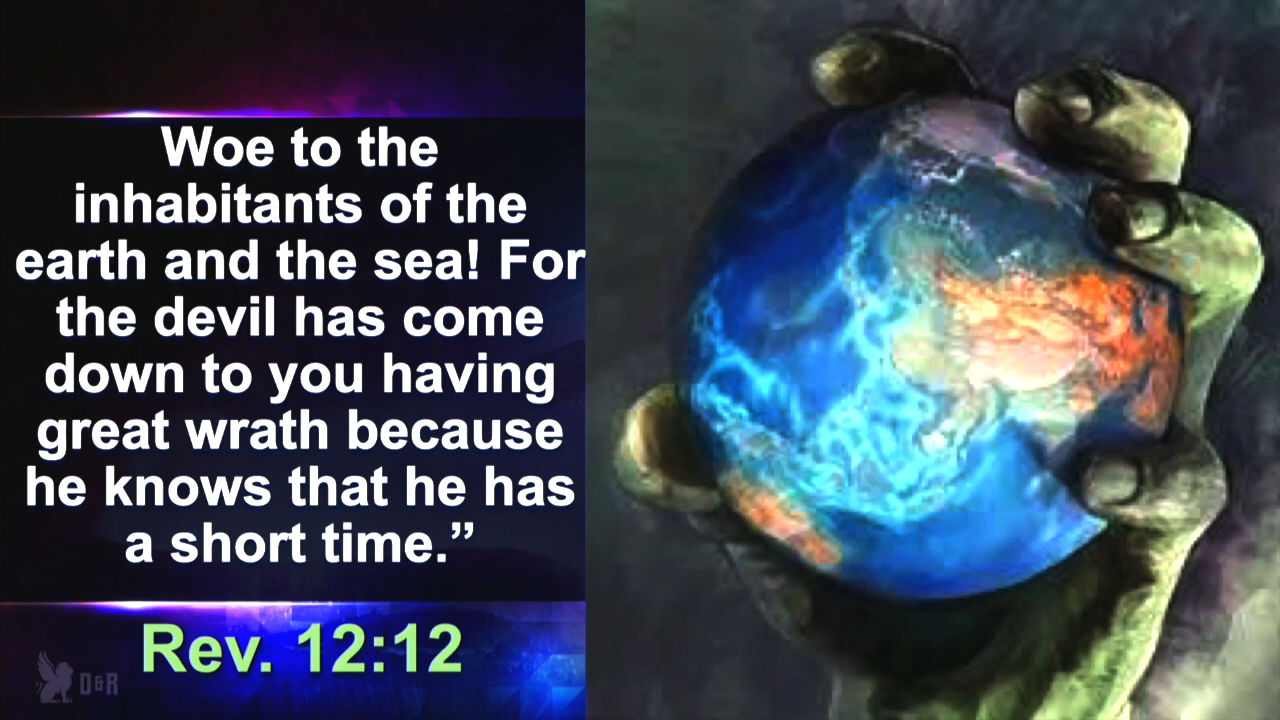 Woe to the
inhabitants of the
earth and the sea! For
the devil has come
down to you having
great wrath because
he knows that he has
a short time.”
Rev. 12:12
D&R